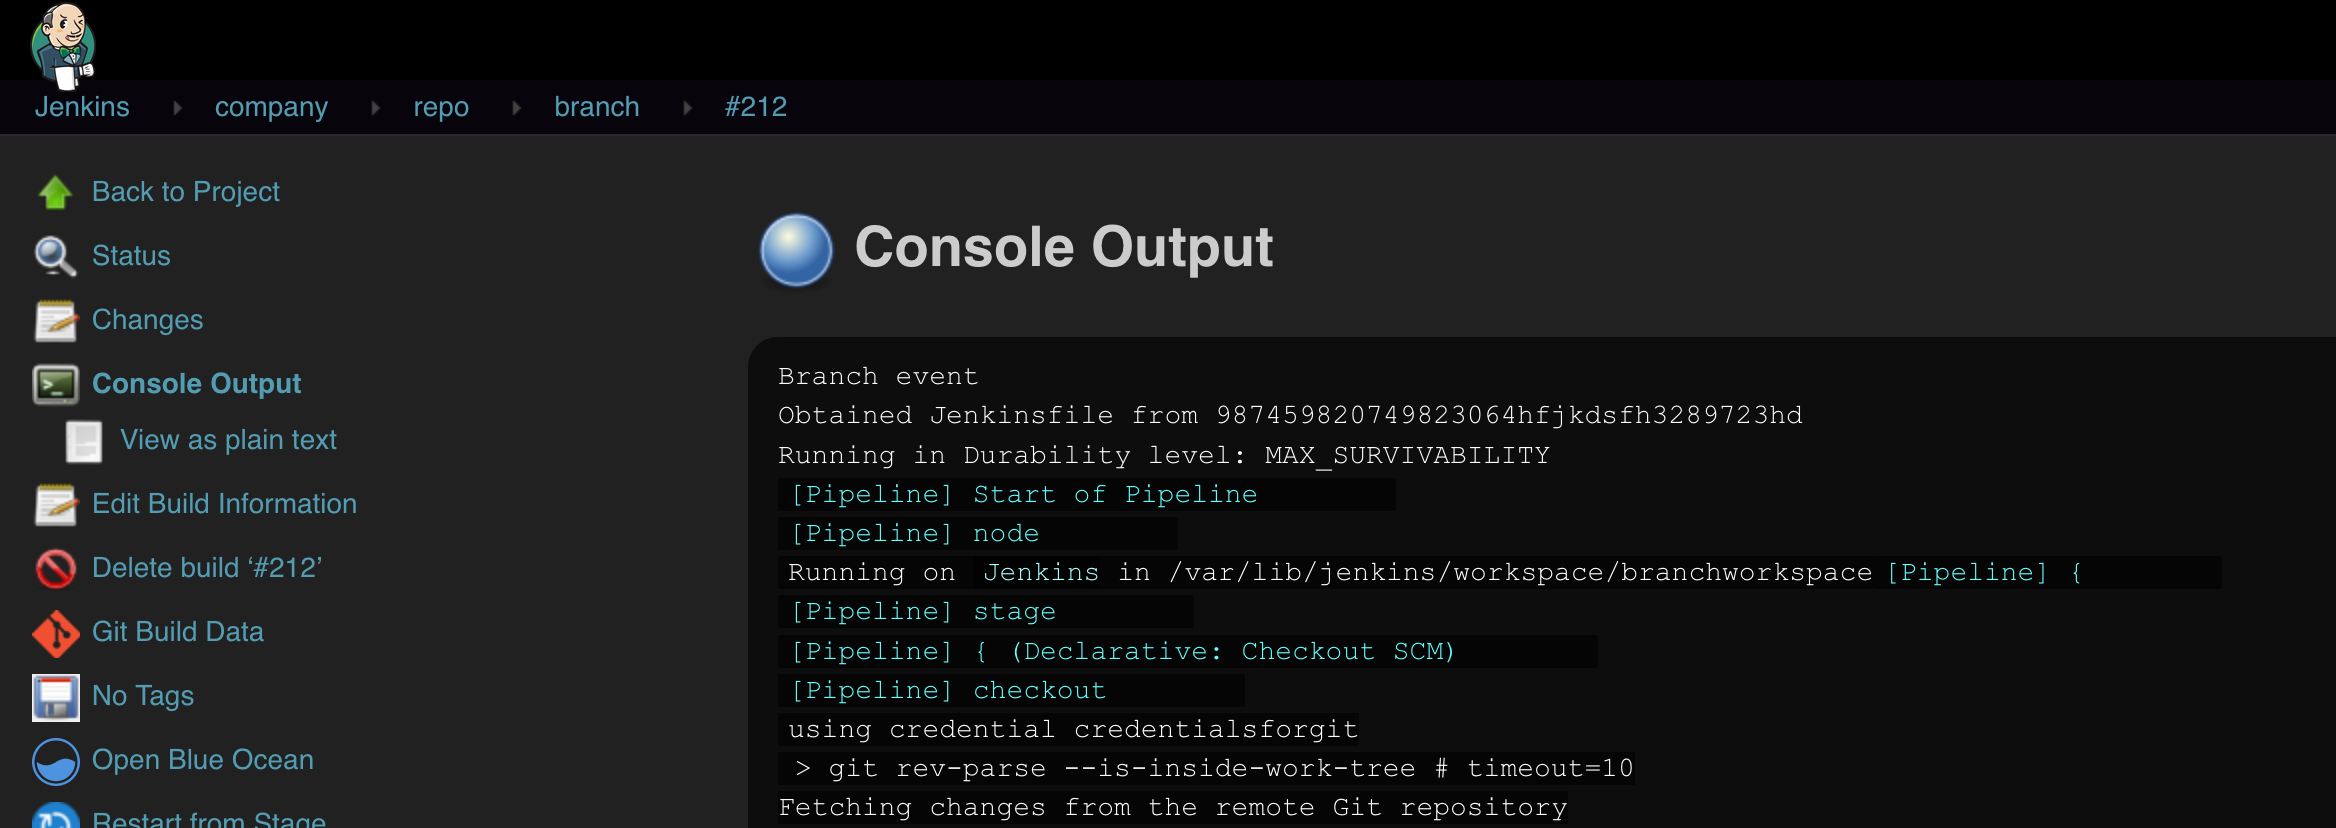 Jenkins company repo branch #212
Back to Project
Status
Changes
Console Output
View as plain text
Edit Build Information
Delete build ‘#212’
Git Build Data
No Tags
Open Blue Ocean
Restart from Stage
Console Output
Branch event
Obtained Jenkinsfile from 987459820749823064hfjkdsfh3289723hd
Running in Durability level: MAX_SURVIVABILITY
[Pipeline] Start of Pipeline
[Pipeline] node
Running on Jenkins in /var/lib/jenkins/workspace/branchworkspace [Pipeline] {
[Pipeline] stage
[Pipeline] { (Declarative: Checkout SCM)
[Pipeline] checkout
using credential credentialsforgit
> git rev-parse --is-inside-work-tree # timeout=10
Fetching changes from the remote Git repository